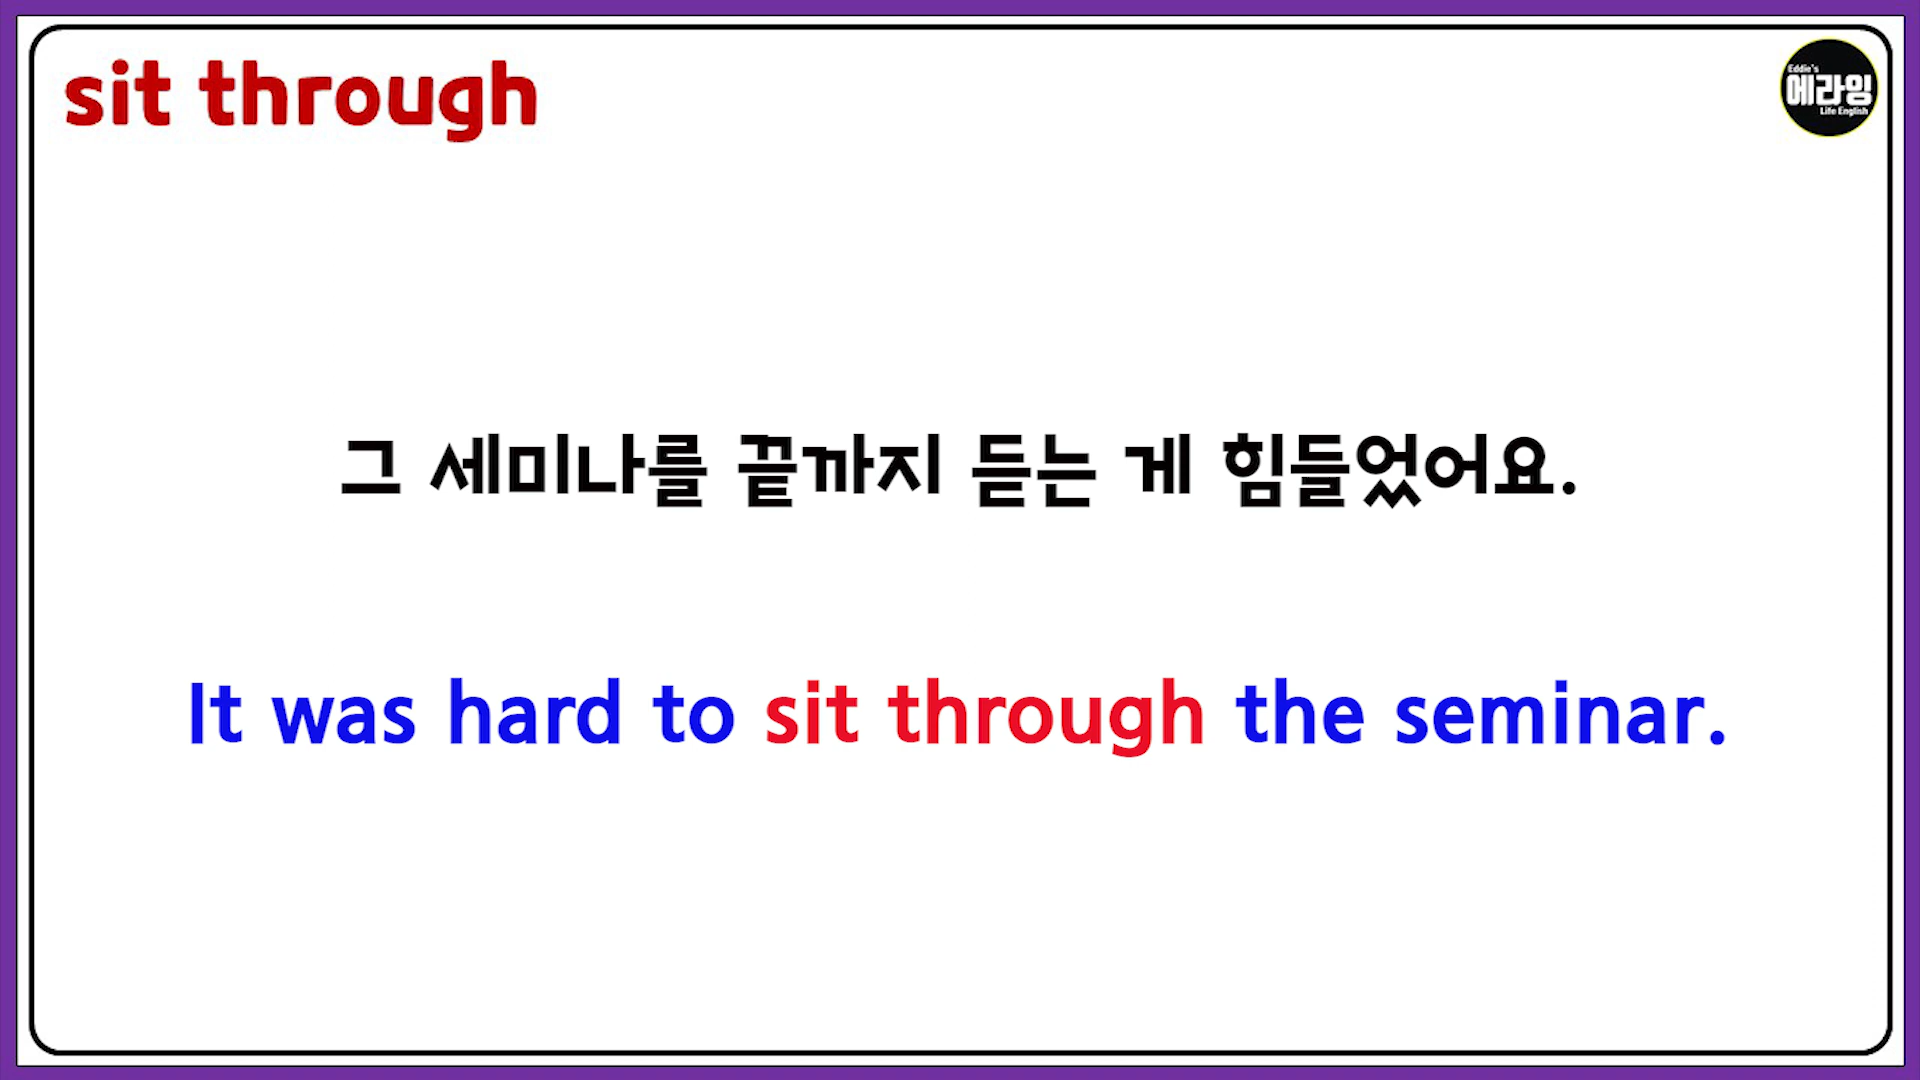 sit through
Eddie's
에라잉
Life English
그 세미나를 끝까지 듣는 게 힘들었어요.
It was hard to sit through the seminar.